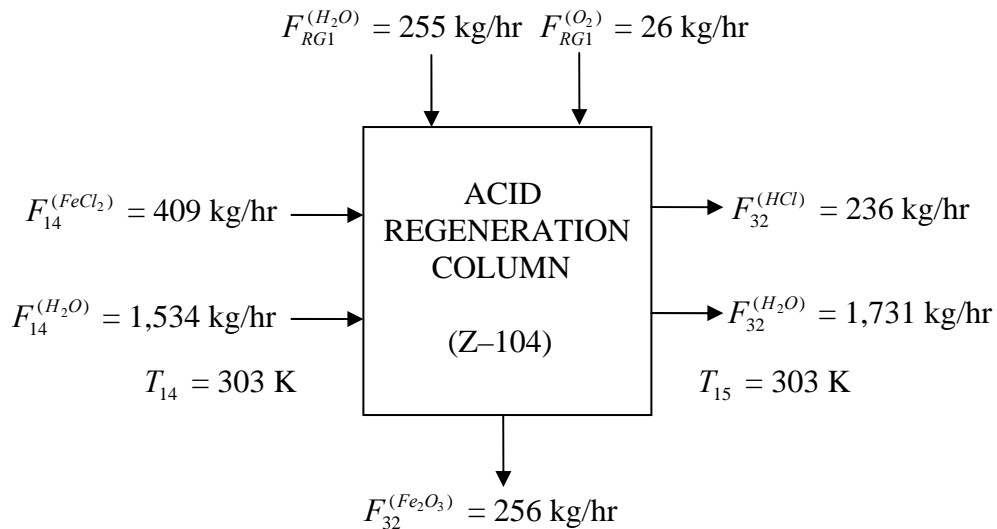 F_{RG1}^{(H_2O)} = 255 kg/hr F_{RG1}^{(O_2)} = 26 kg/hr
F_{14}^{(FeCl_2)} = 409 kg/hr
F_{14}^{(H_2O)} = 1,534 kg/hr
T_{14} = 303 K
ACID
REGENERATION
COLUMN
(Z–104)
F_{32}^{(HCl)} = 236 kg/hr
F_{32}^{(H_2O)} = 1,731 kg/hr
T_{15} = 303 K
F_{32}^{(Fe_2O_3)} = 256 kg/hr